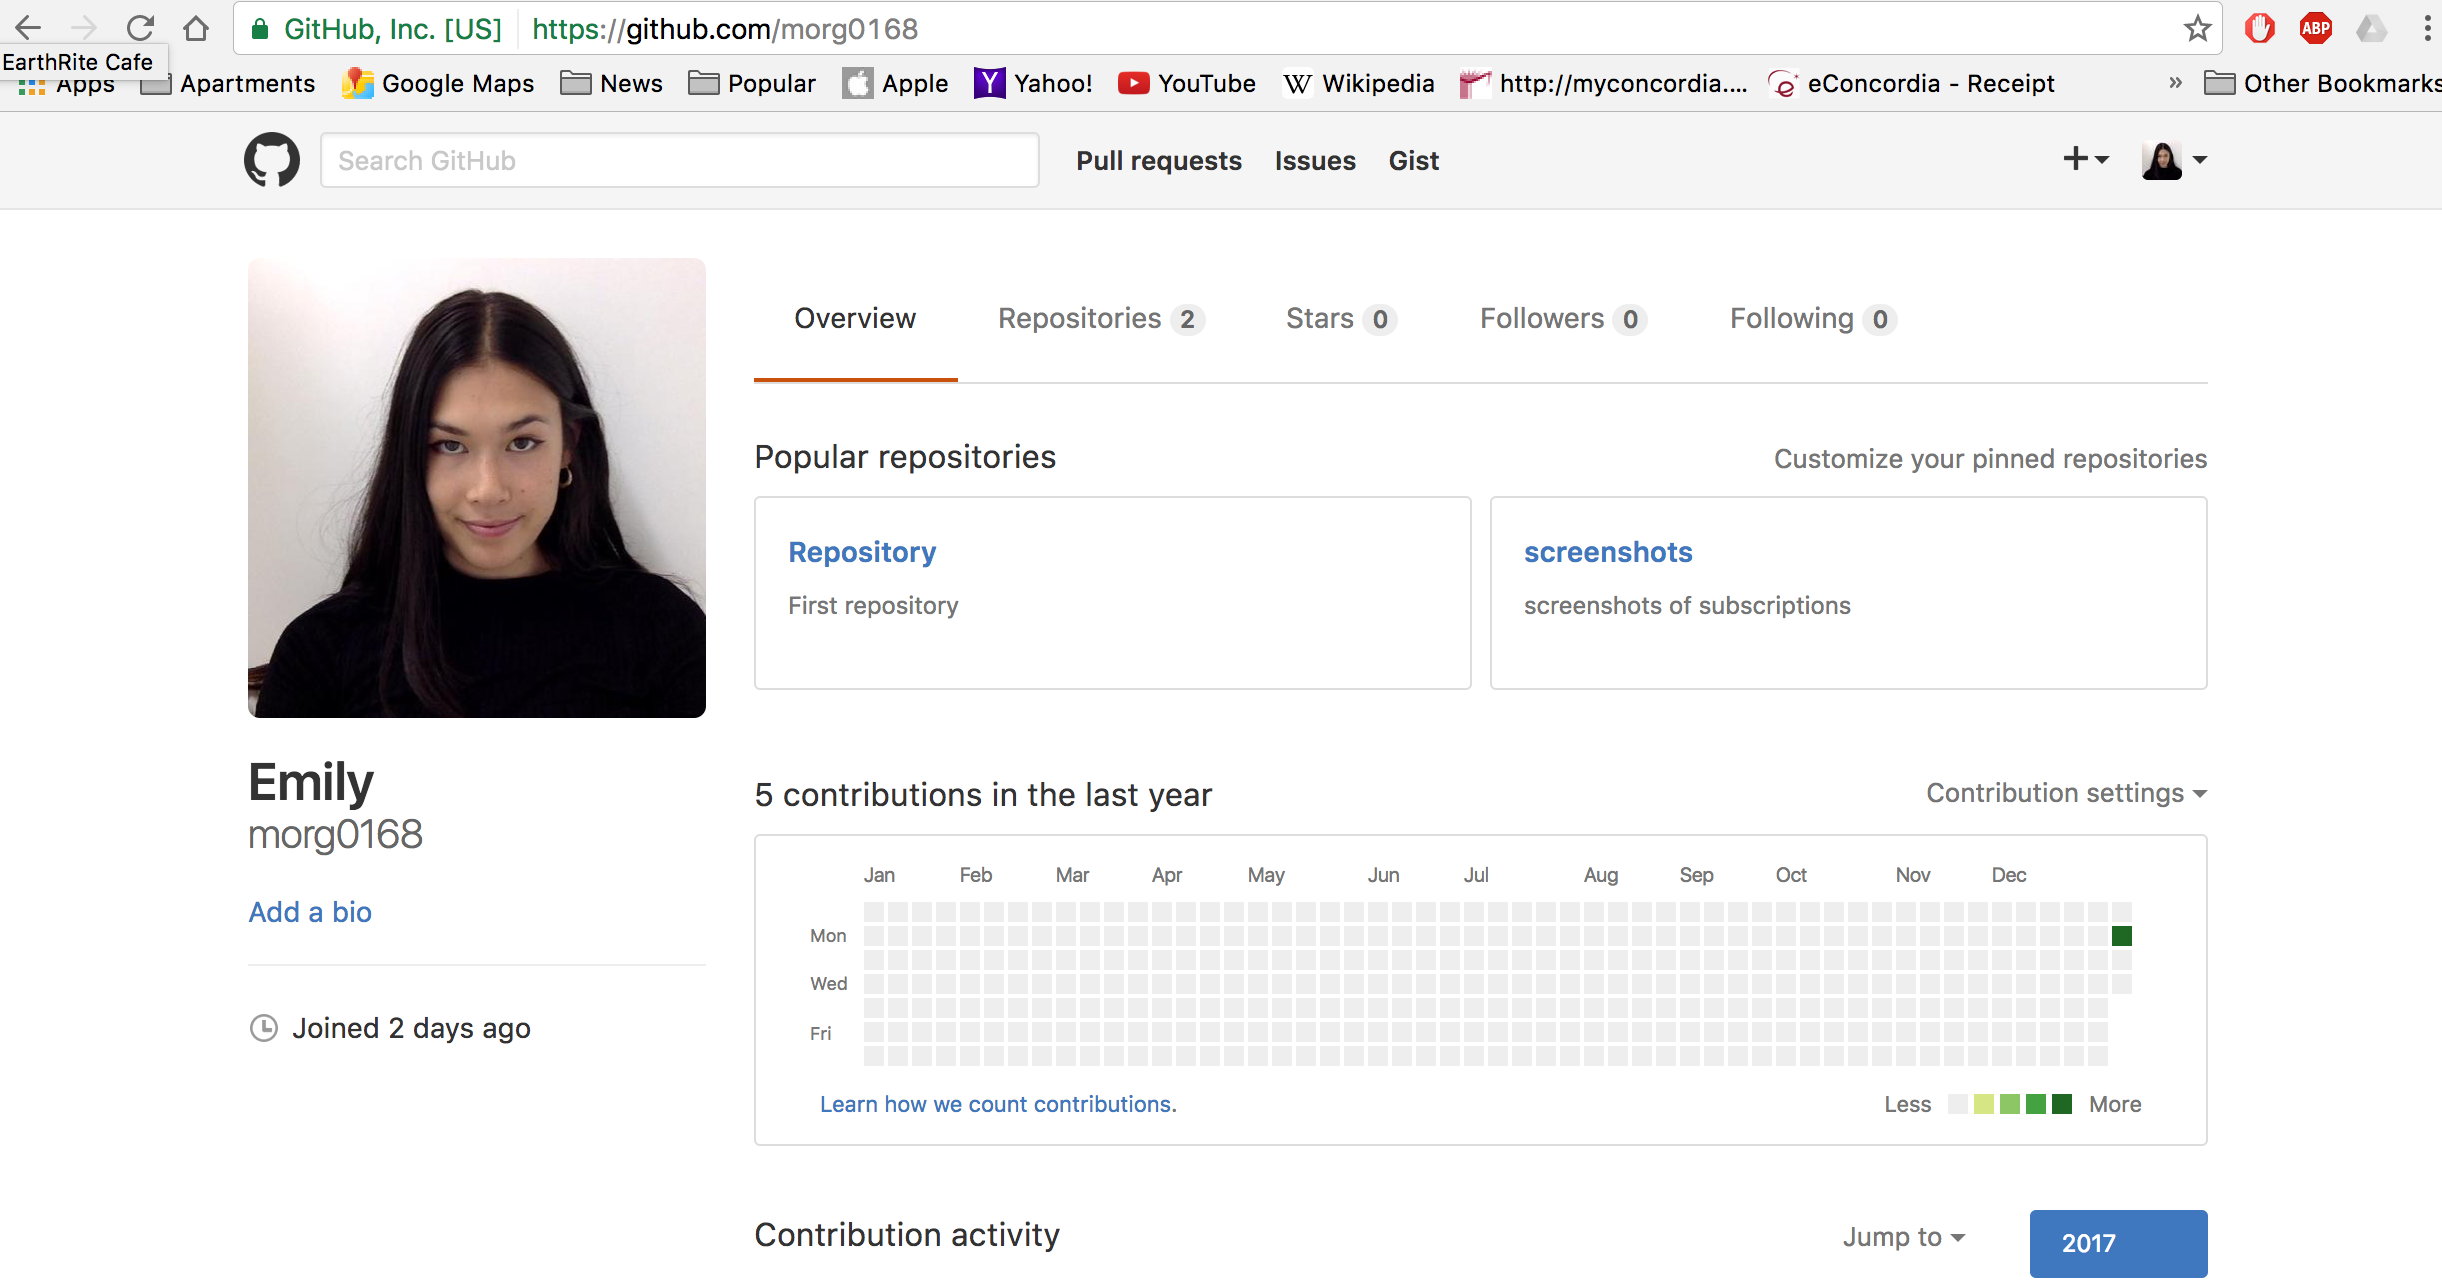 GitHub, Inc. [US] https://github.com/morg0168
ABP
EarthRite Cafe
Apps Apartments Google Maps News Popular Apple Yahoo! YouTube Wikipedia http://myconcordia.... eConcordia - Receipt » Other Bookmarks
Search GitHub Pull requests Issues Gist
Overview Repositories 2 Stars 0 Followers 0 Following 0
Popular repositories Customize your pinned repositories
Repository screenshots
First repository screenshots of subscriptions
Emily
morg0168
Add a bio
Joined 2 days ago
5 contributions in the last year Contribution settings
Jan Feb Mar Apr May Jun Jul Aug Sep Oct Nov Dec
Mon
Wed
Fri
Learn how we count contributions. Less More
Contribution activity Jump to 2017